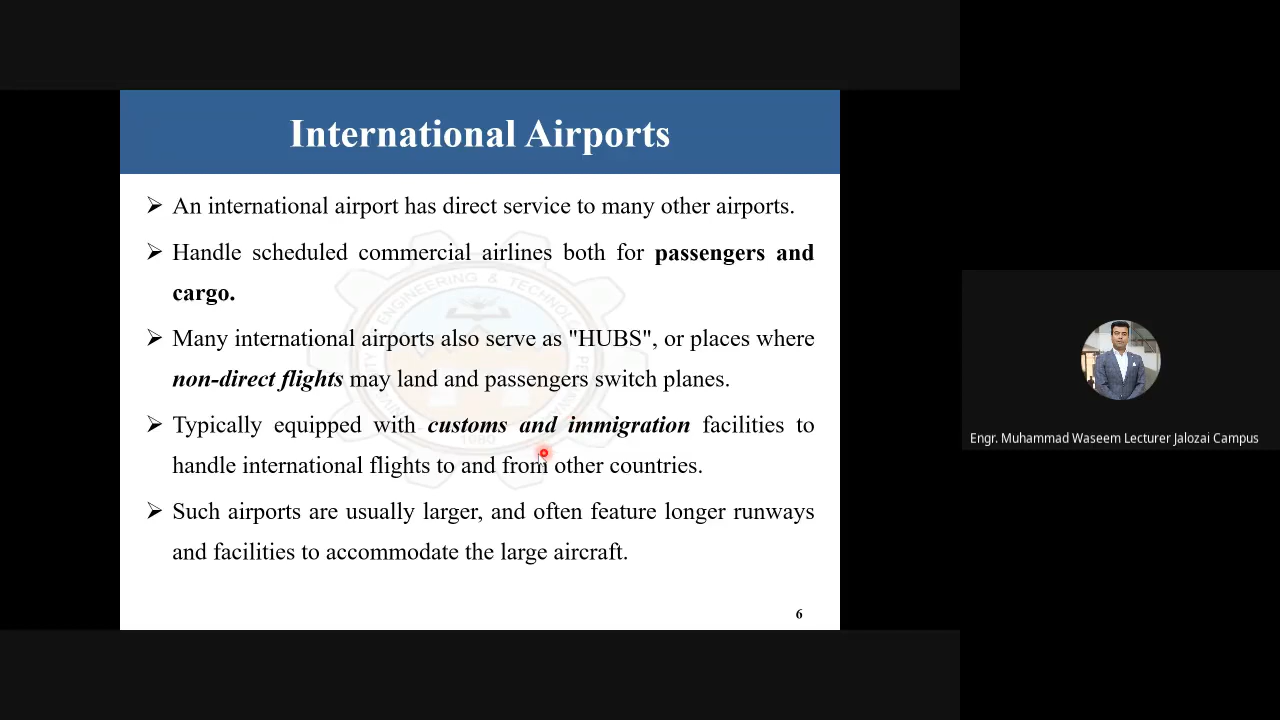 International Airports
➢ An international airport has direct service to many other airports.
➢ Handle scheduled commercial airlines both for passengers and
cargo.
➢ Many international airports also serve as "HUBS", or places where
non-direct flights may land and passengers switch planes.
➢ Typically equipped with customs and immigration facilities to
handle international flights to and from other countries.
➢ Such airports are usually larger, and often feature longer runways
and facilities to accommodate the large aircraft.
6
ENGINEERING & TECHNOLOGY
1980
Engr. Muhammad Waseem Lecturer Jalozai Campus